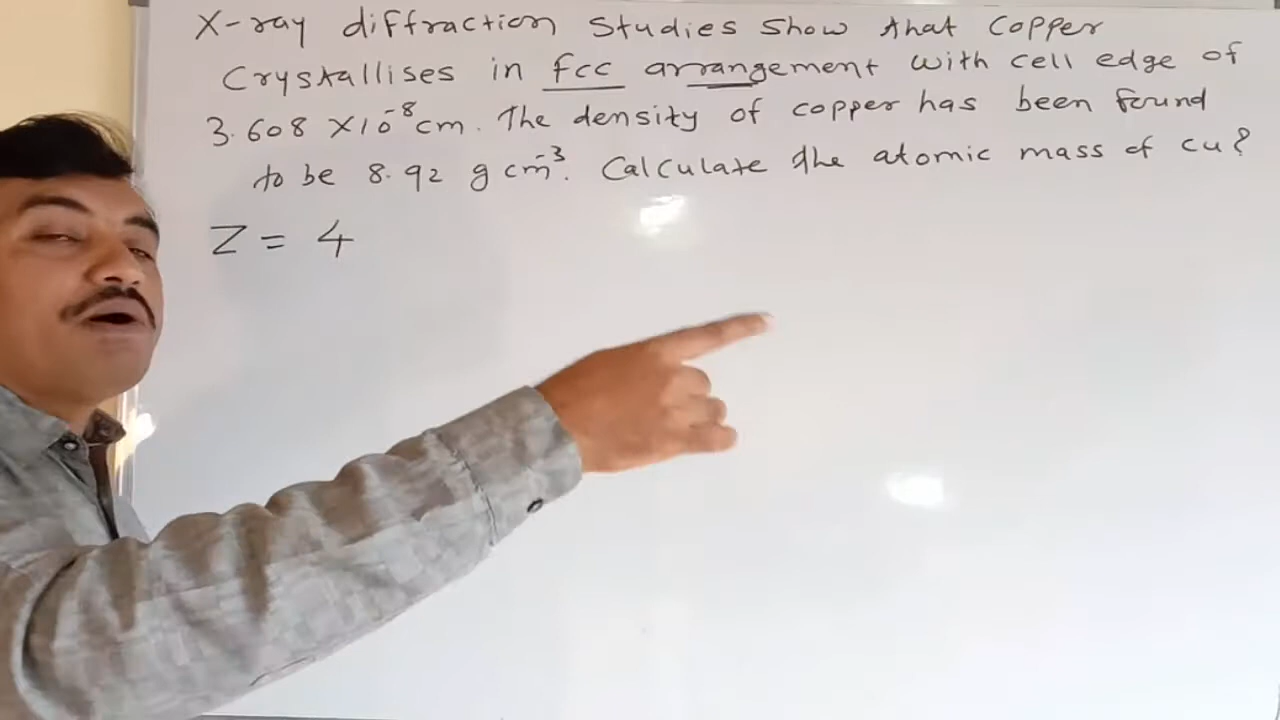 X-ray diffraction studies show that copper
Crystallises in fcc arrangement with cell edge of
3.608 × 10⁻⁸ cm. The density of copper has been found
to be 8.92 g cm⁻³. Calculate the atomic mass of cu?
Z = 4